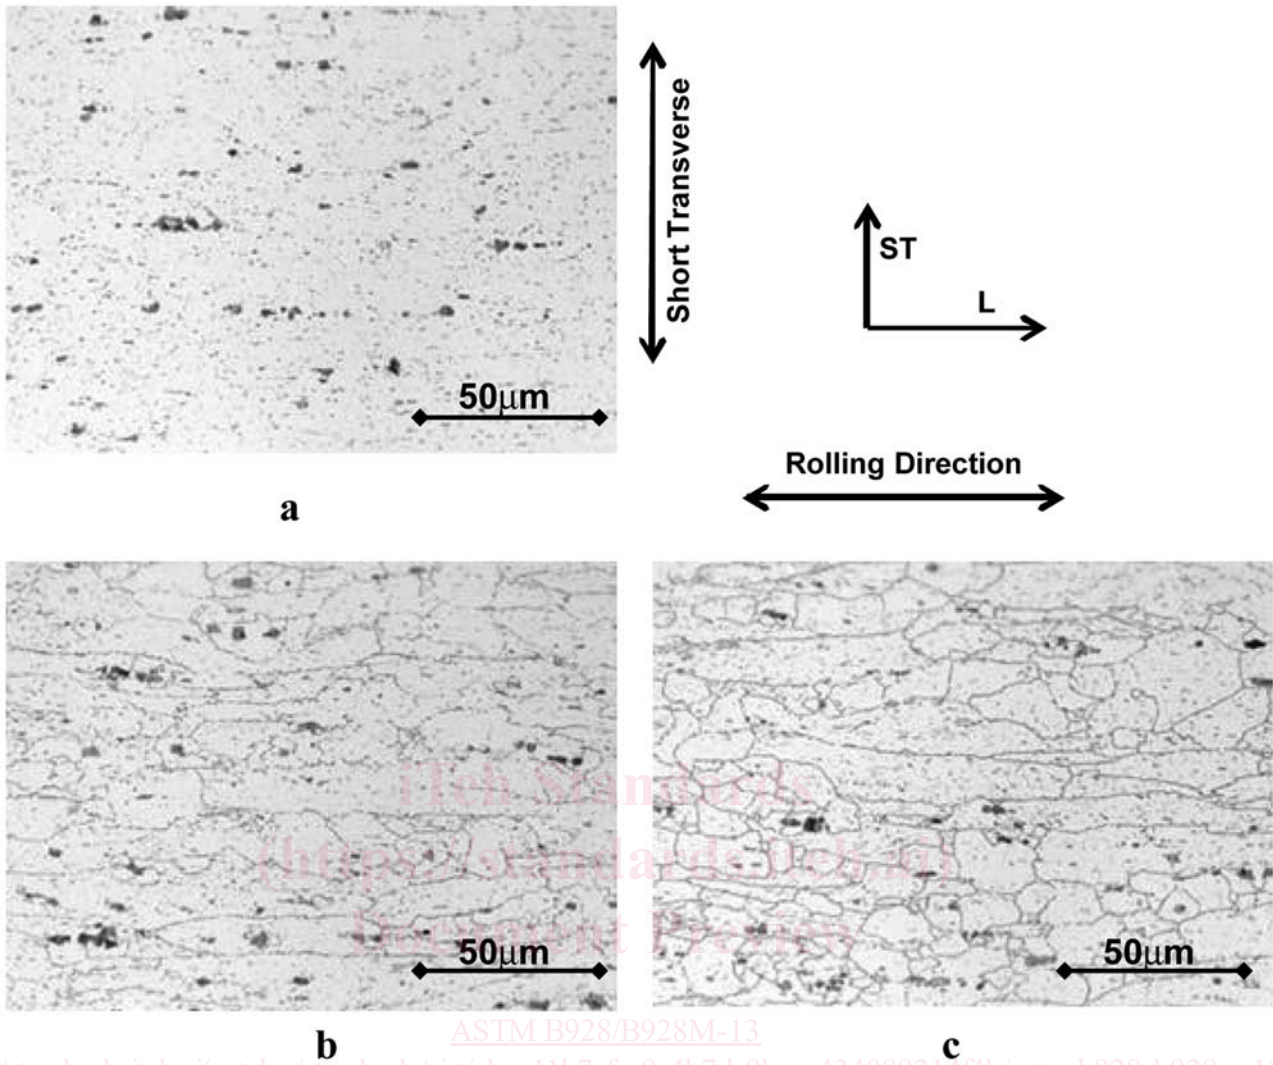 50μm
Short Transverse
ST
L
Rolling Direction
a
iTeh Standards
(https://standards.iteh.ai)
Document Preview
50μm
50μm
ASTM B928/B928M-13
b
c